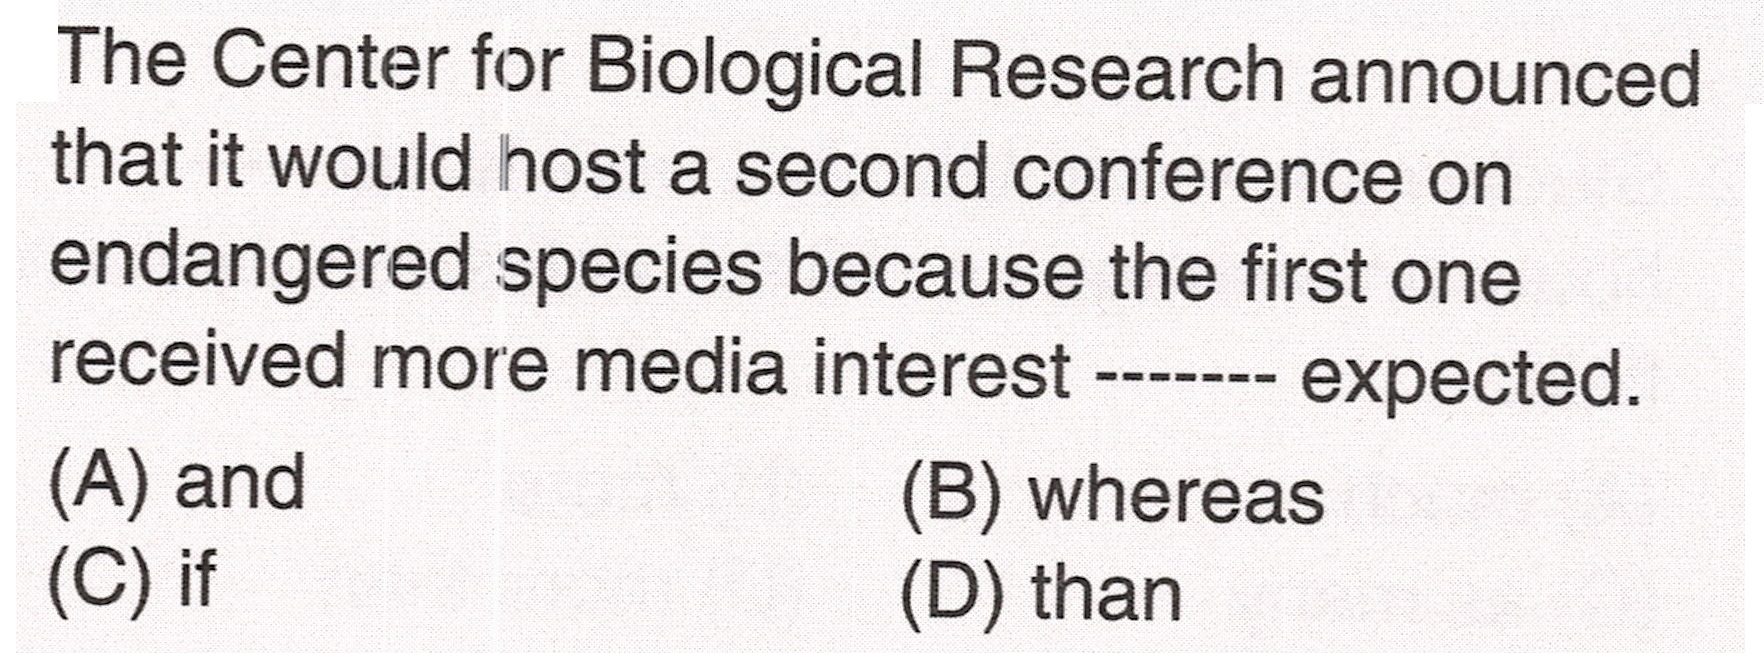 The Center for Biological Research announced
that it would host a second conference on
endangered species because the first one
received more media interest ------- expected.
(A) and (B) whereas
(C) if (D) than